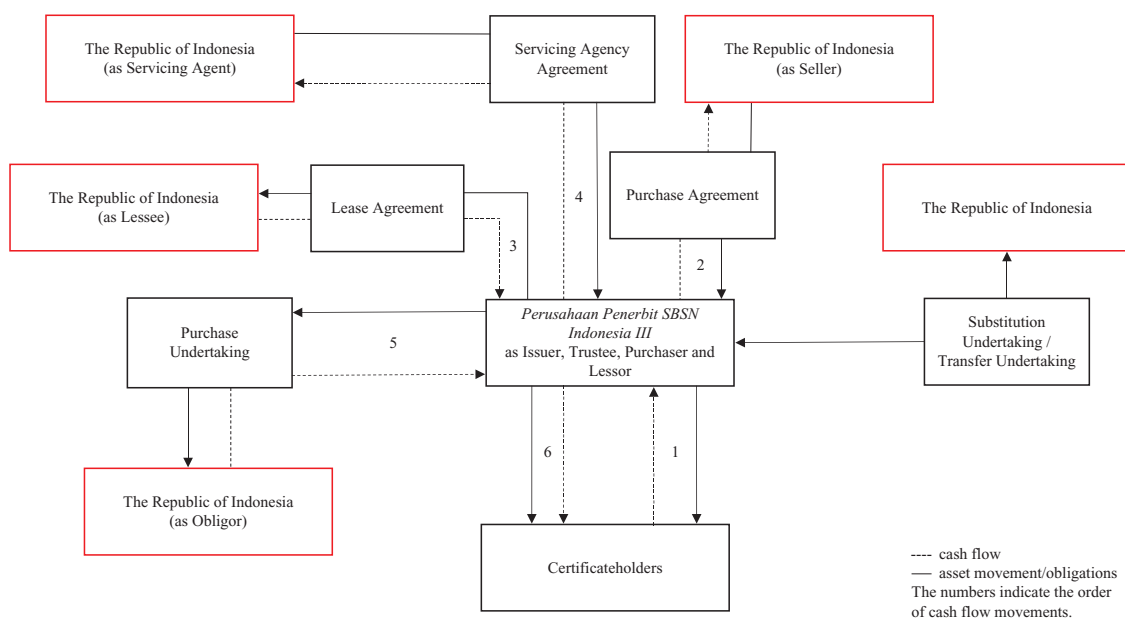 The Republic of Indonesia
(as Servicing Agent)
Servicing Agency
Agreement
The Republic of Indonesia
(as Seller)
The Republic of Indonesia
(as Lessee)
Lease Agreement
4
Purchase Agreement
The Republic of Indonesia
3
2
Purchase
Undertaking
5
Perusahaan Penerbit SBSN
Indonesia III
as Issuer, Trustee, Purchaser and
Lessor
Substitution
Undertaking /
Transfer Undertaking
6
1
The Republic of Indonesia
(as Obligor)
Certificateholders
---- cash flow
— asset movement/obligations
The numbers indicate the order
of cash flow movements.